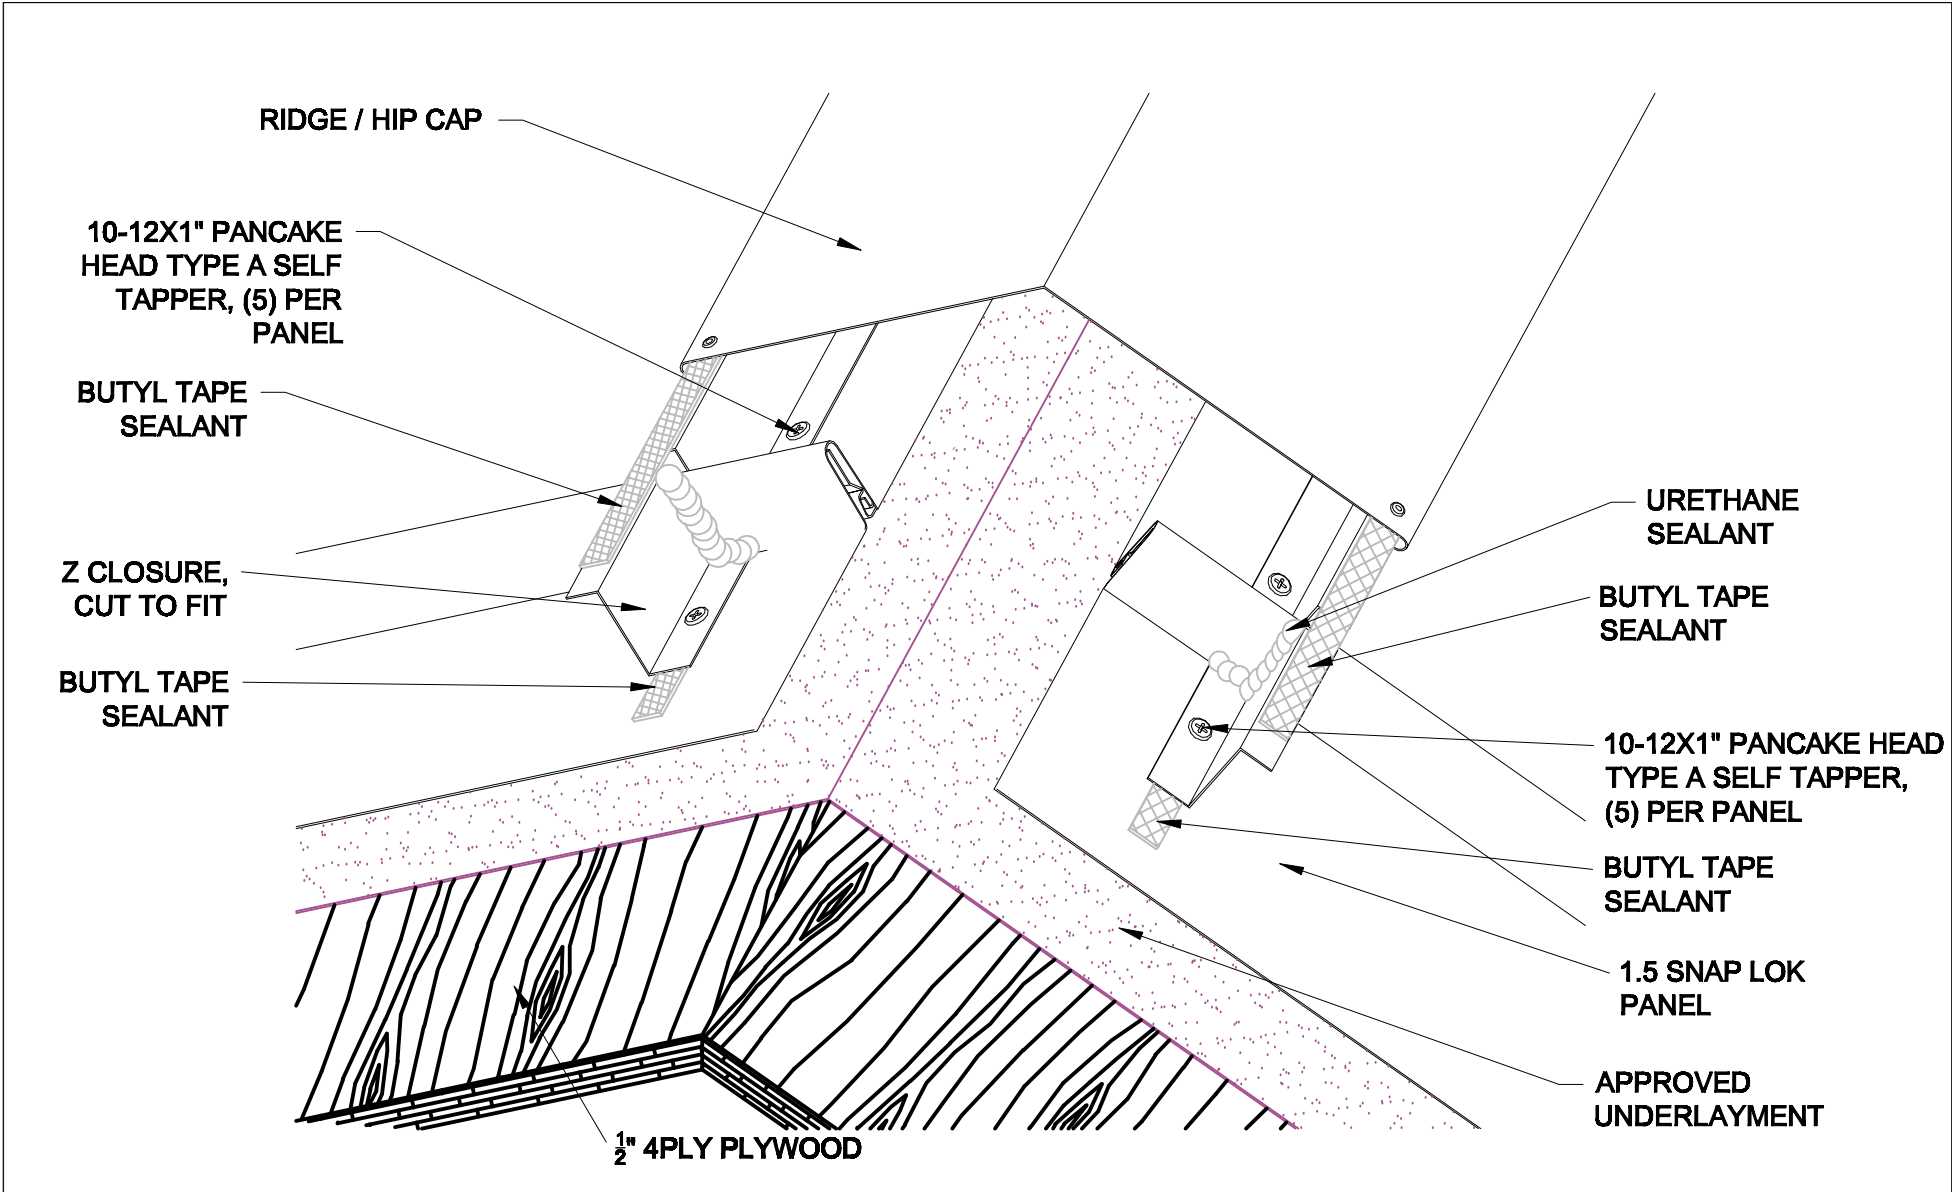 RIDGE / HIP CAP
10-12X1" PANCAKE
HEAD TYPE A SELF
TAPPER, (5) PER
PANEL
BUTYL TAPE
SEALANT
Z CLOSURE,
CUT TO FIT
BUTYL TAPE
SEALANT
1/2" 4PLY PLYWOOD
URETHANE
SEALANT
BUTYL TAPE
SEALANT
10-12X1" PANCAKE HEAD
TYPE A SELF TAPPER,
(5) PER PANEL
BUTYL TAPE
SEALANT
1.5 SNAP LOK
PANEL
APPROVED
UNDERLAYMENT